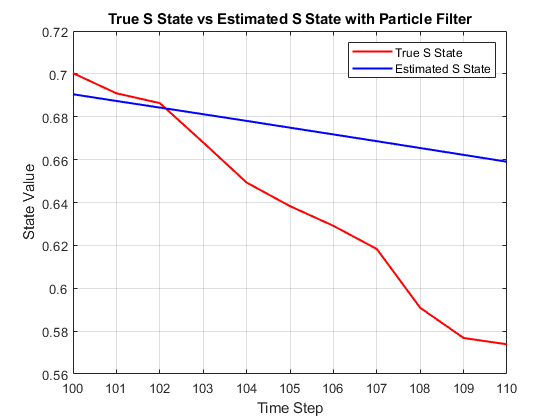 True S State vs Estimated S State with Particle Filter
0.72
True S State
Estimated S State
0.7
0.68
0.66
0.64
0.62
0.6
0.58
0.56
State Value
100 101 102 103 104 105 106 107 108 109 110
Time Step